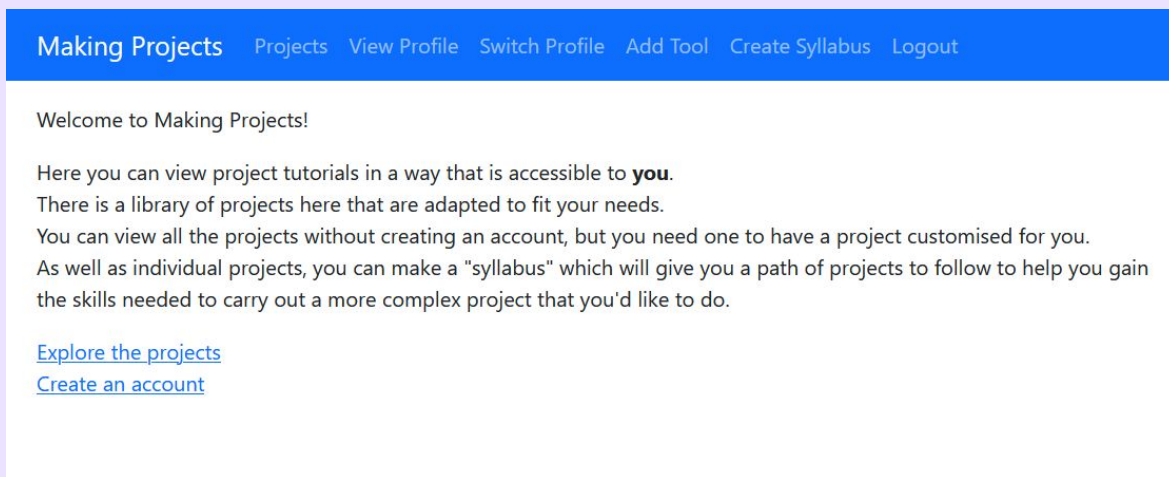 Making Projects Projects View Profile Switch Profile Add Tool Create Syllabus Logout
Welcome to Making Projects!
Here you can view project tutorials in a way that is accessible to you.
There is a library of projects here that are adapted to fit your needs.
You can view all the projects without creating an account, but you need one to have a project customised for you.
As well as individual projects, you can make a "syllabus" which will give you a path of projects to follow to help you gain
the skills needed to carry out a more complex project that you'd like to do.
Explore the projects
Create an account